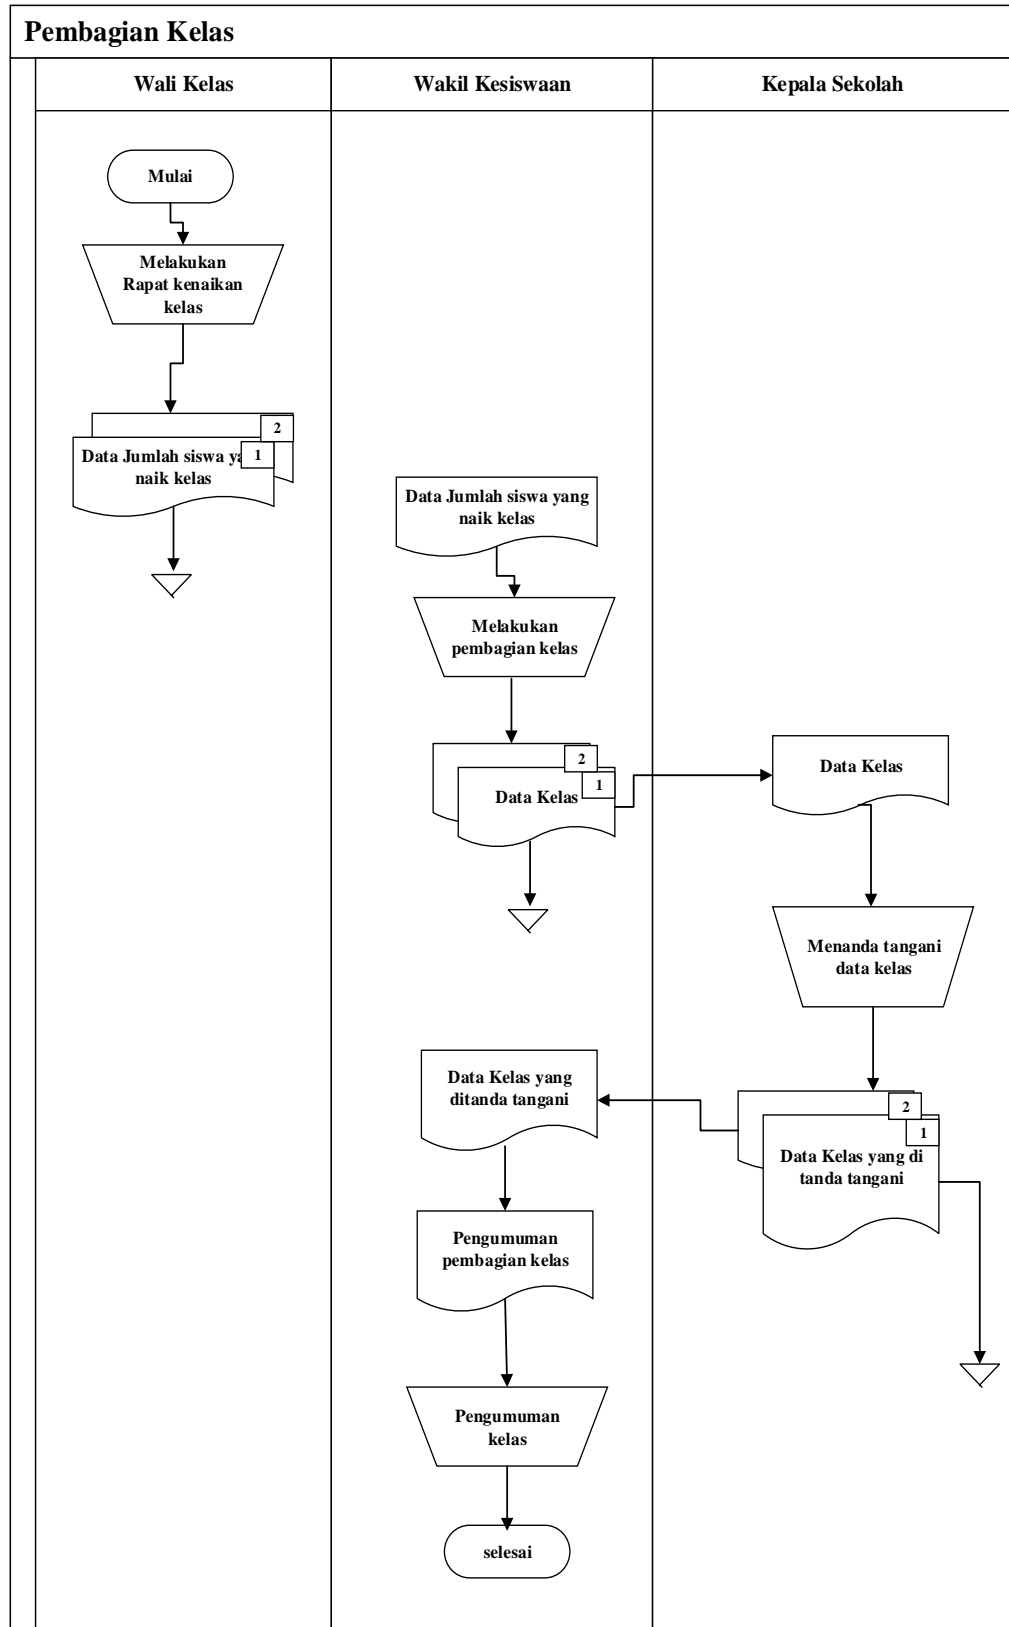 Pembagian Kelas
Wali Kelas
Wakil Kesiswaan
Kepala Sekolah
Mulai
Melakukan
Rapat kenaikan
kelas
2
1
Data Jumlah siswa
naik kelas
Data Jumlah siswa yang
naik kelas
Melakukan
pembagian kelas
2
1
Data Kelas
Data Kelas
Menanda tangani
data kelas
2
1
Data Kelas yang di
tanda tangani
Data Kelas yang
ditanda tangani
Pengumuman
pembagian kelas
Pengumuman
kelas
selesai